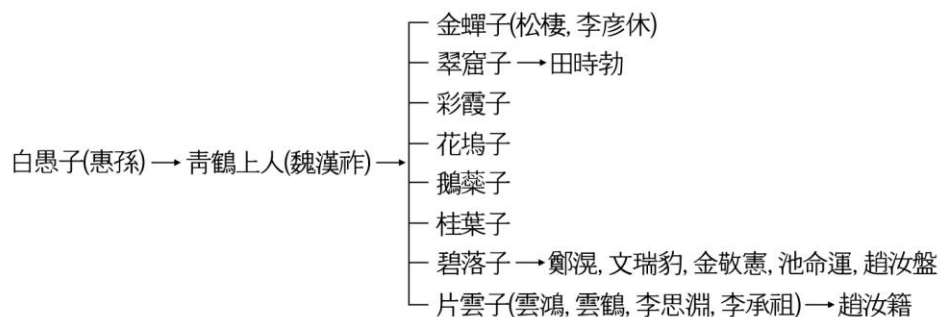 金蟬子(松棲, 李彦休)
翠窟子 → 田時勃
彩霞子
花塢子
白愚子(惠孫) → 靑鶴上人(魏漢祚) →
鵝蘂子
桂葉子
碧落子 → 鄭滉, 文瑞豹, 金敬憲, 池命運, 趙汝盤
片雲子(雲鴻, 雲鶴, 李思淵, 李承祖) → 趙汝籍